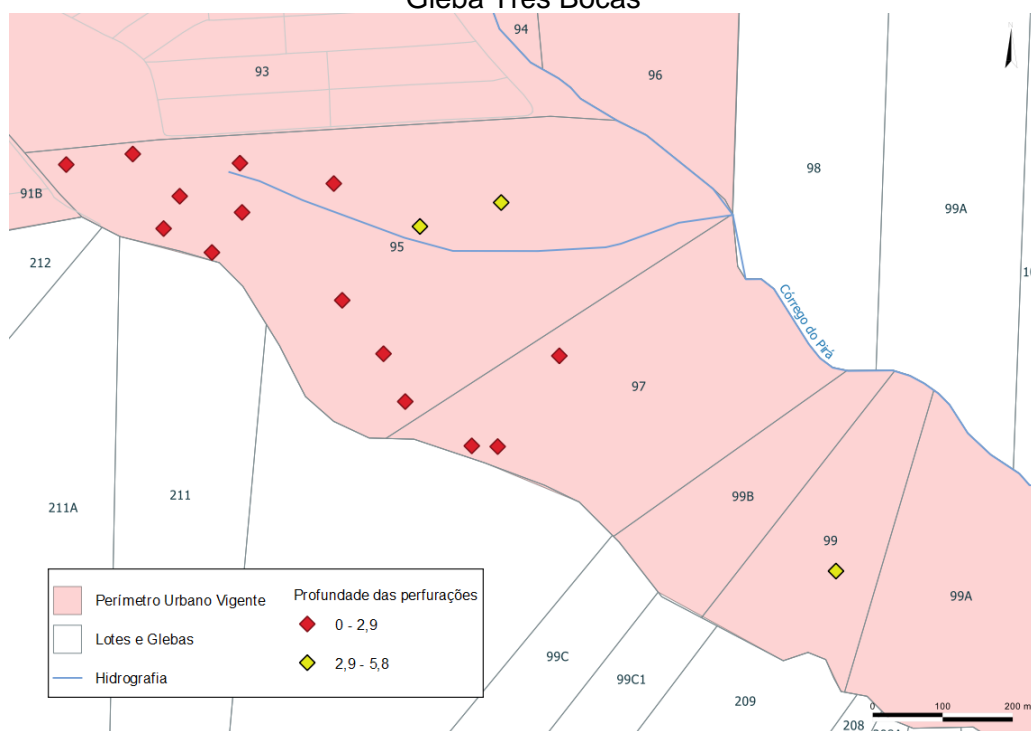 Gleba Três Bocas
94
93
96
98
99A
91B
212
95
Córrego do Pirá
97
211
211A
99B
99
99A
99C
99C1
209
208
Perímetro Urbano Vigente
Lotes e Glebas
Hidrografia
Profundade das perfurações
0 - 2,9
2,9 - 5,8
0 100 200 m